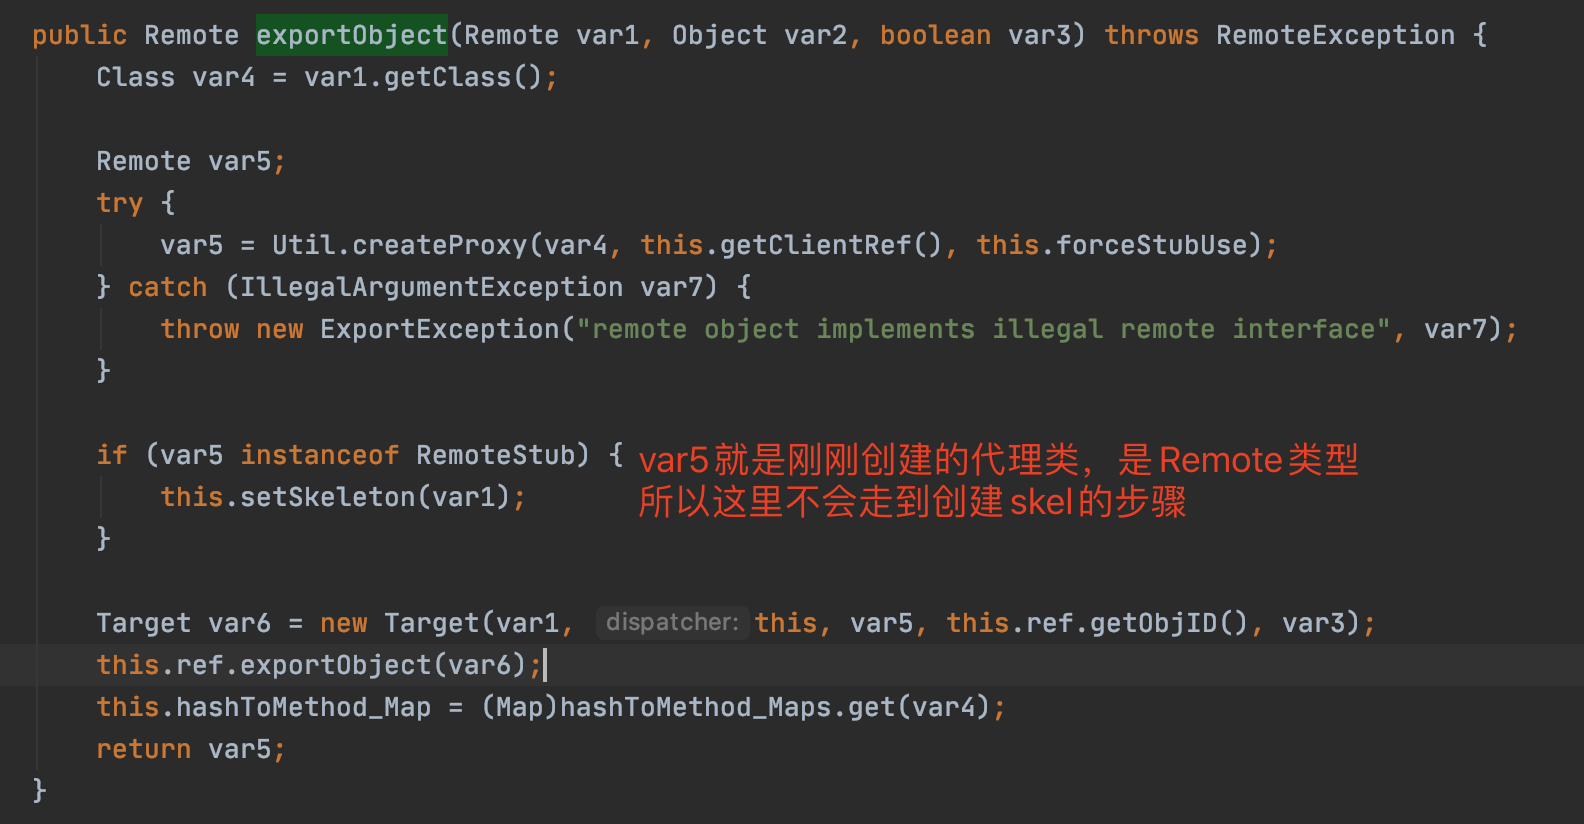 public Remote exportObject(Remote var1, Object var2, boolean var3) throws RemoteException {
Class var4 = var1.getClass();
Remote var5;
try {
var5 = Util.createProxy(var4, this.getClientRef(), this.forceStubUse);
} catch (IllegalArgumentException var7) {
throw new ExportException("remote object implements illegal remote interface", var7);
}
if (var5 instanceof RemoteStub) {
var5就是刚刚创建的代理类，是Remote类型
this.setSkeleton(var1);
所以这里不会走到创建skel的步骤
}
Target var6 = new Target(var1, dispatcher: this, var5, this.ref.getObjID(), var3);
this.ref.exportObject(var6);
this.hashToMethod_Map = (Map)hashToMethod_Maps.get(var4);
return var5;
}